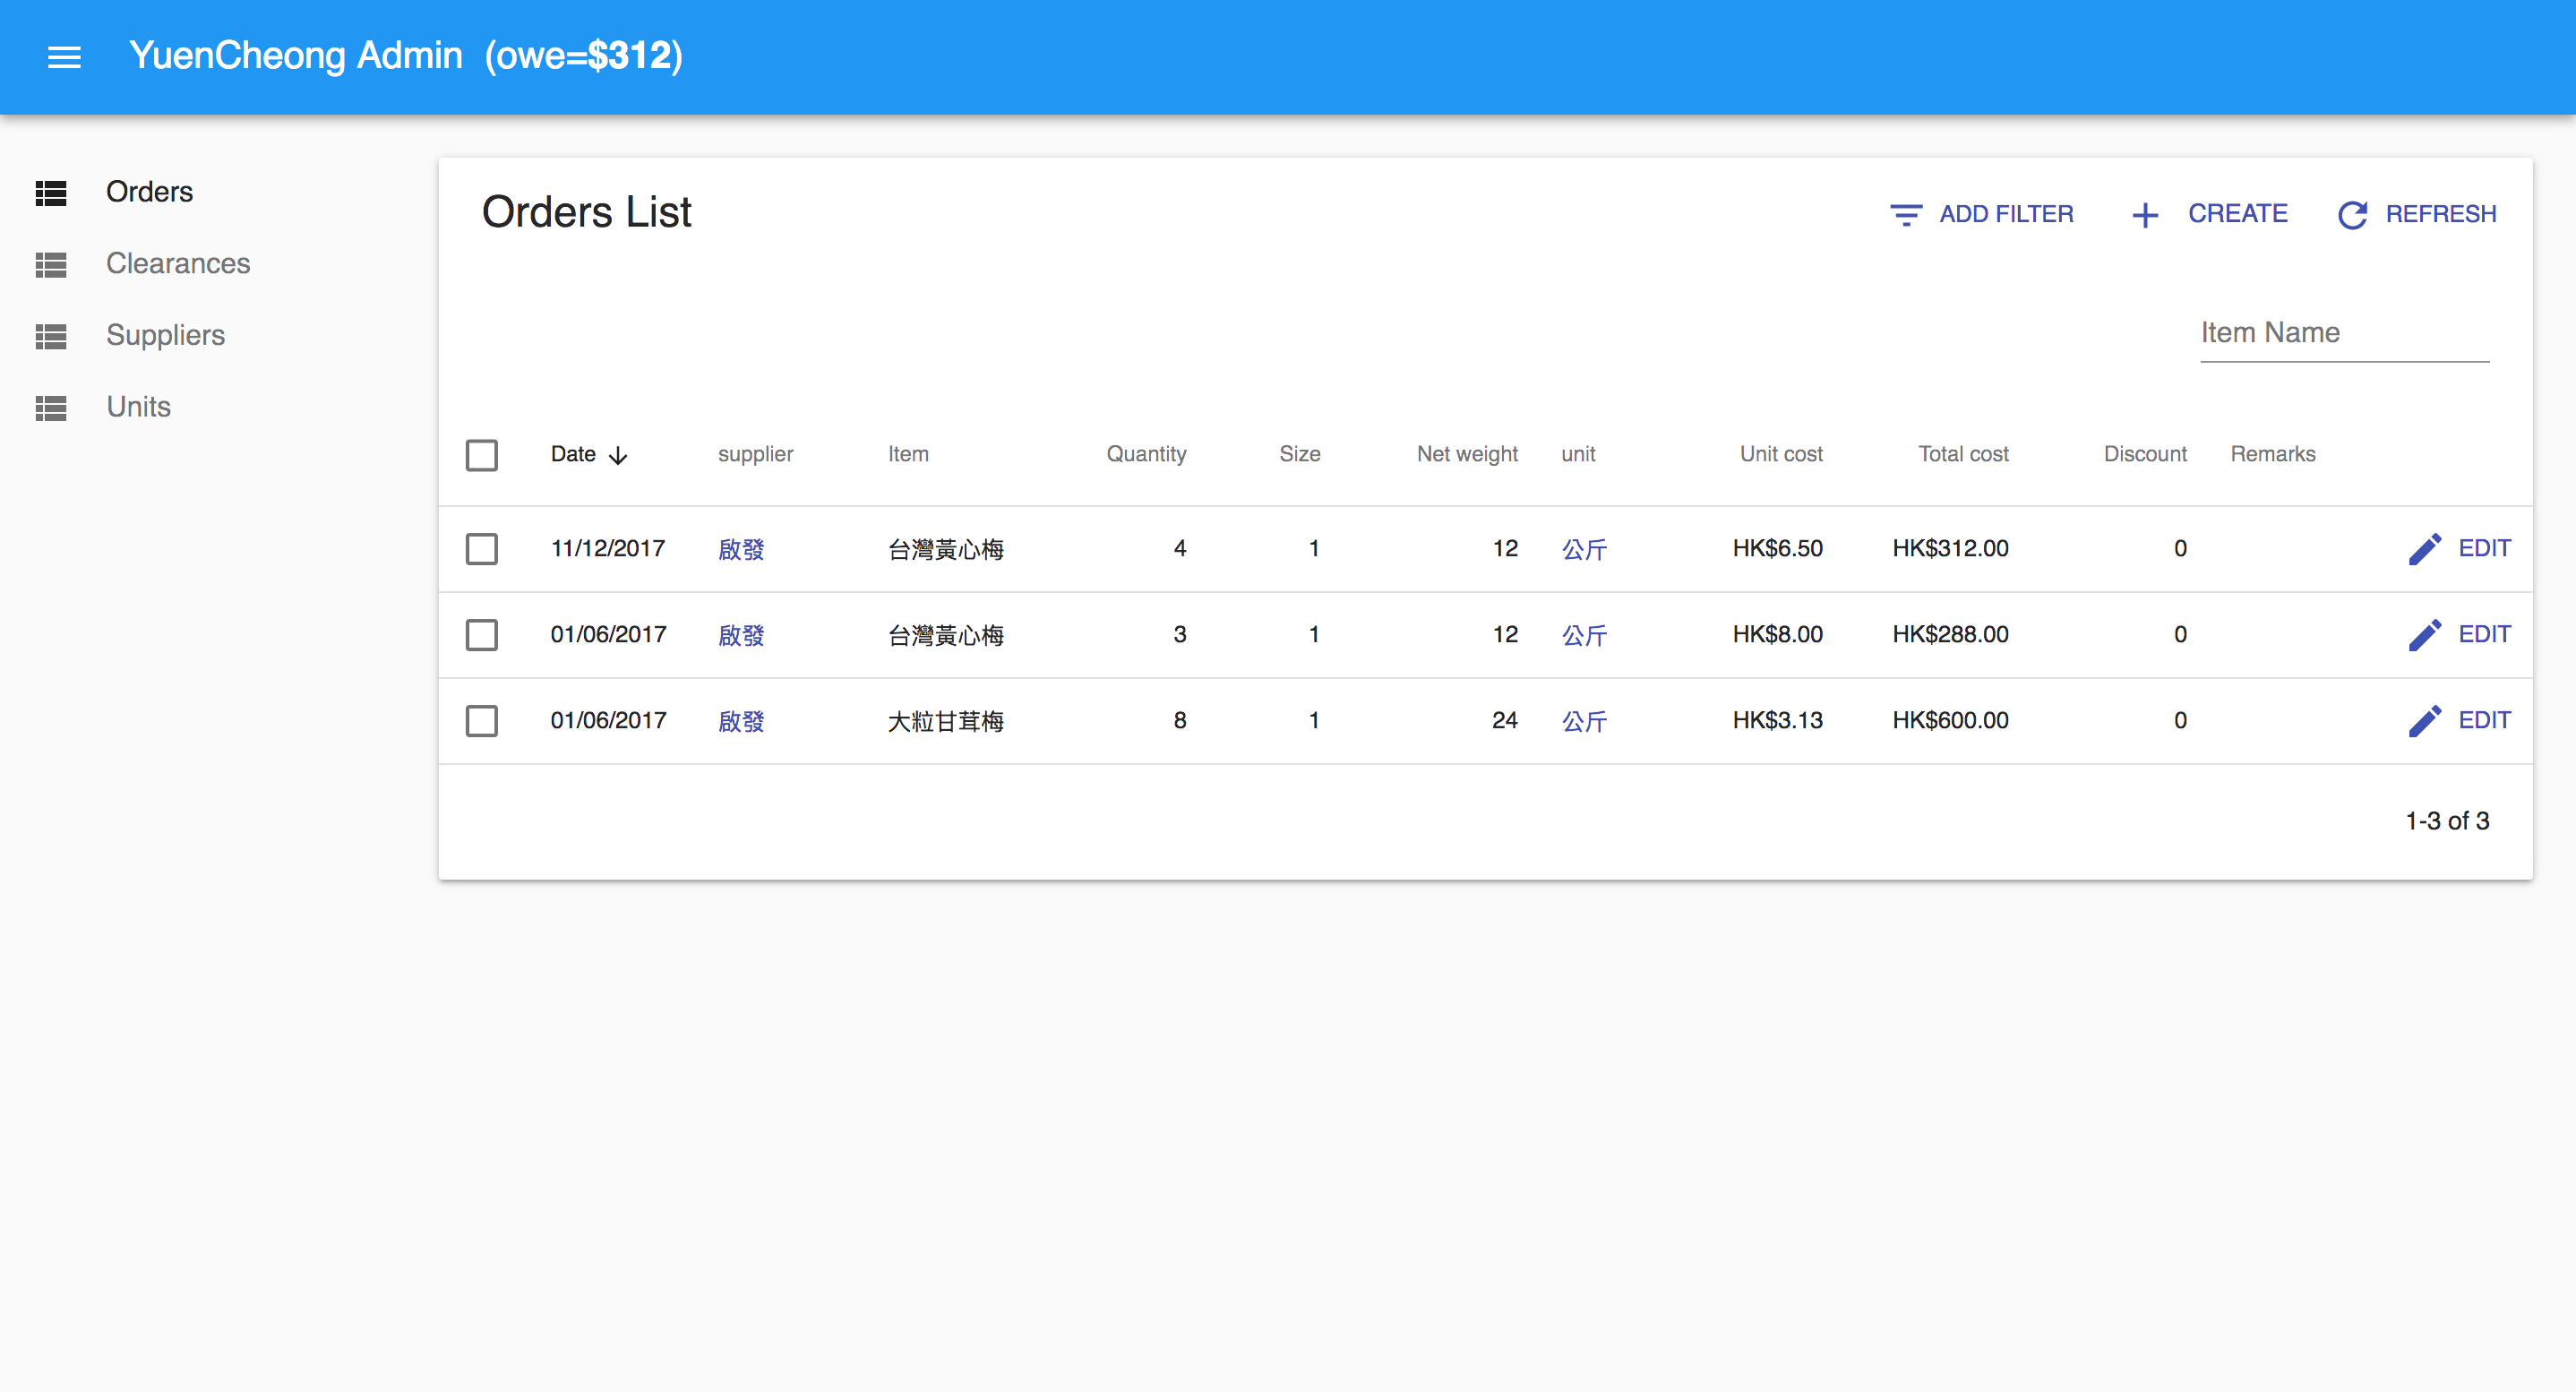 YuenCheong Admin (owe=$312)
Orders
Clearances
Suppliers
Units
Orders List
ADD FILTER CREATE REFRESH
Item Name
Date supplier Item Quantity Size Net weight unit Unit cost Total cost Discount Remarks
11/12/2017 啟發 台灣黃心梅 4 1 12 公斤 HK$6.50 HK$312.00 0 EDIT
01/06/2017 啟發 台灣黃心梅 3 1 12 公斤 HK$8.00 HK$288.00 0 EDIT
01/06/2017 啟發 大粒甘茸梅 8 1 24 公斤 HK$3.13 HK$600.00 0 EDIT
1-3 of 3